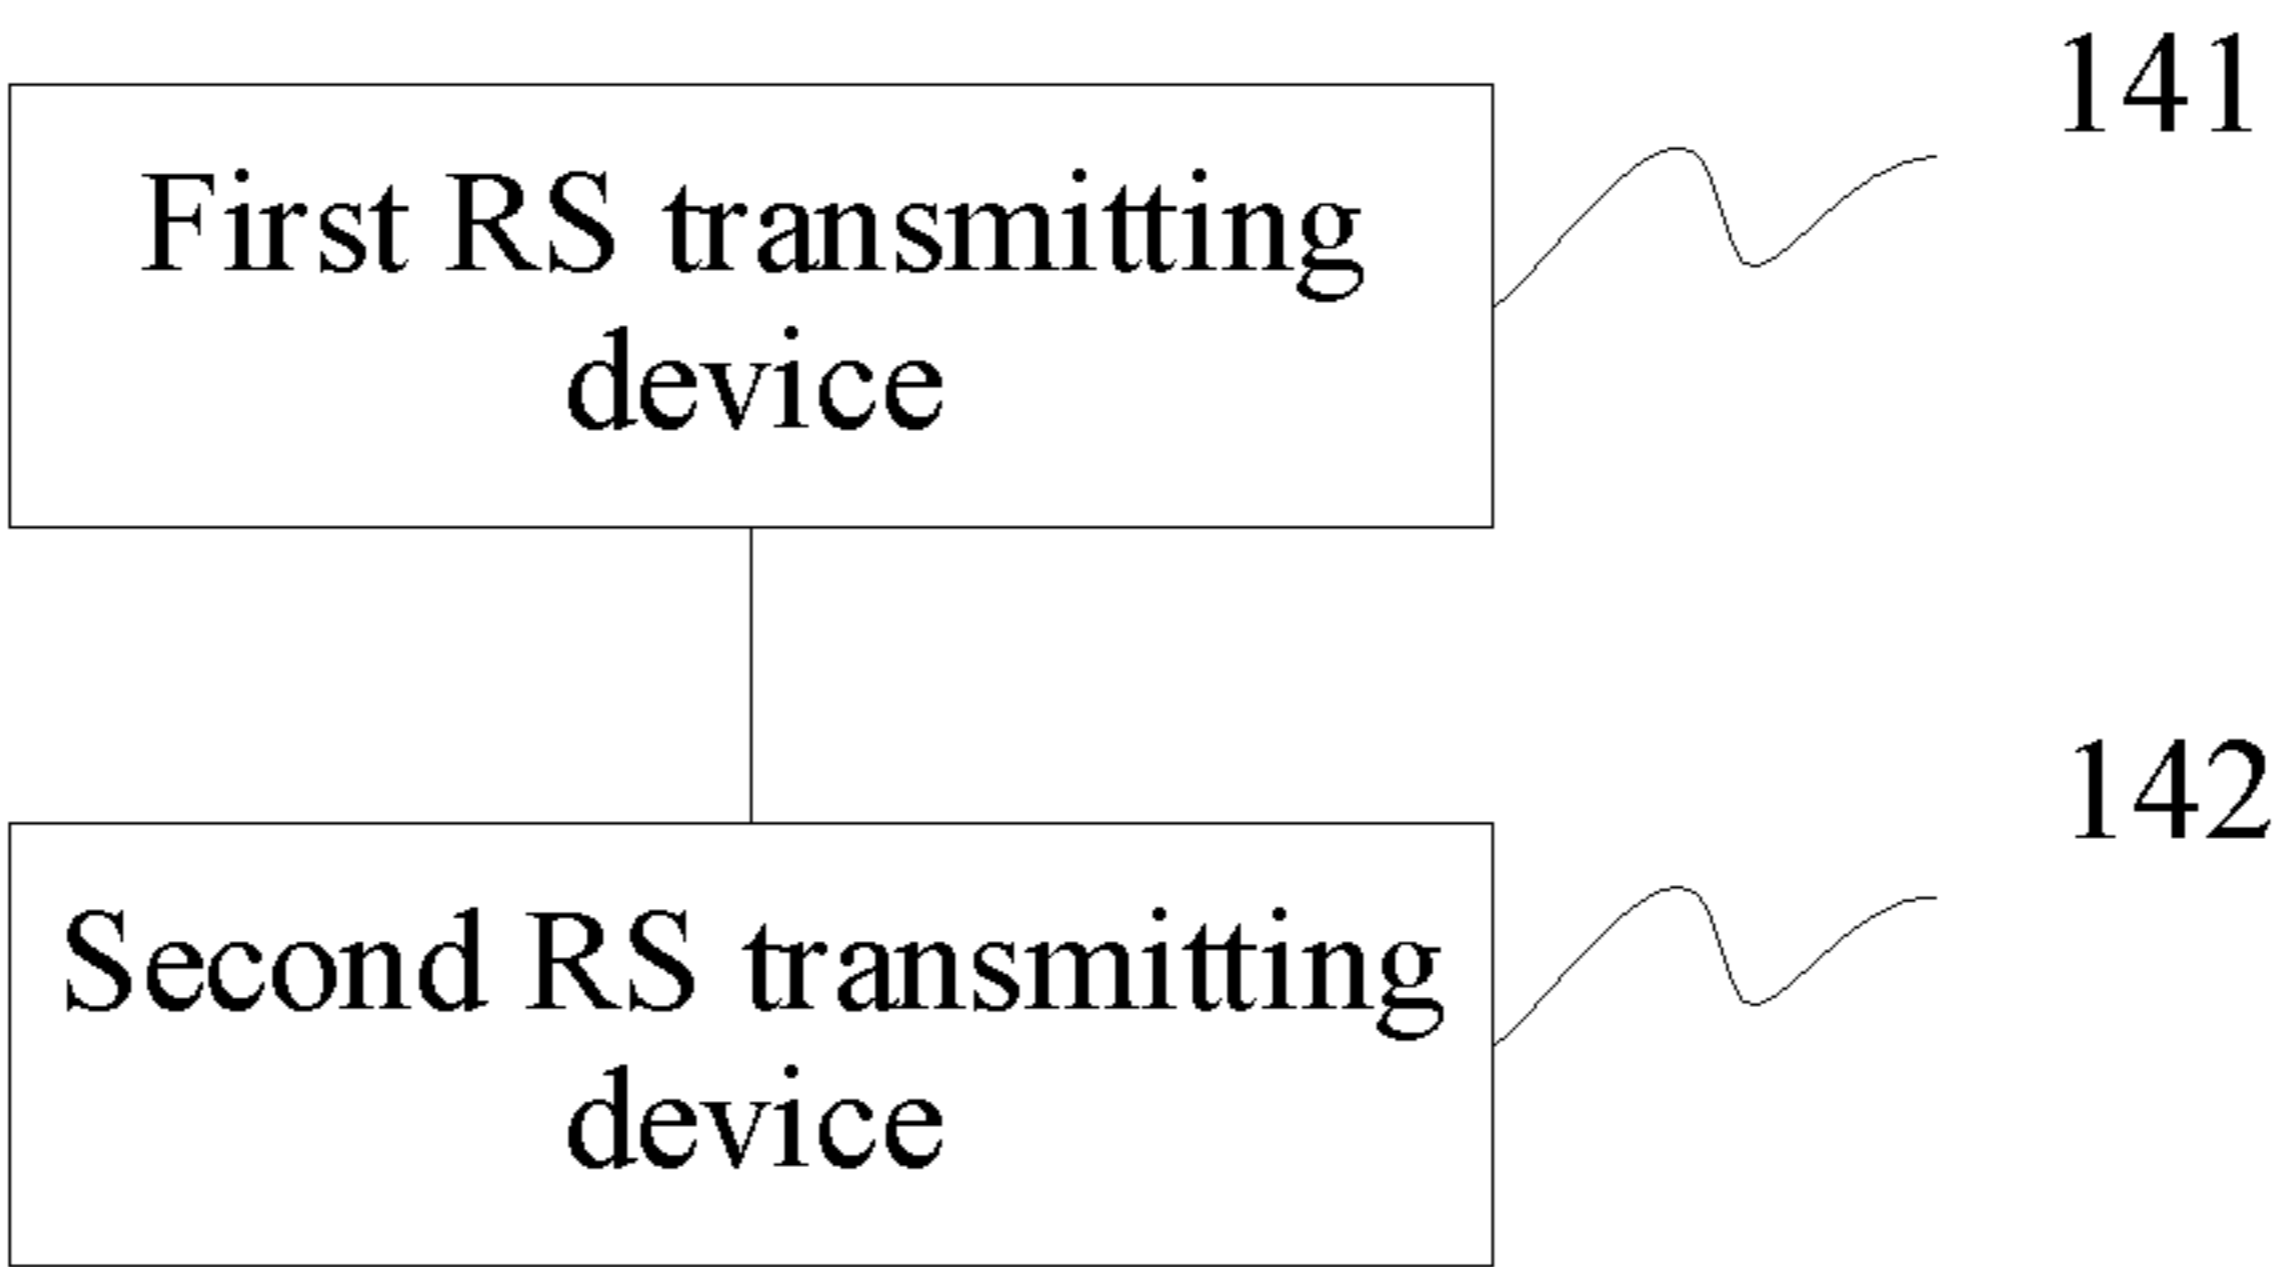 141
First RS transmitting
device
142
Second RS transmitting
device